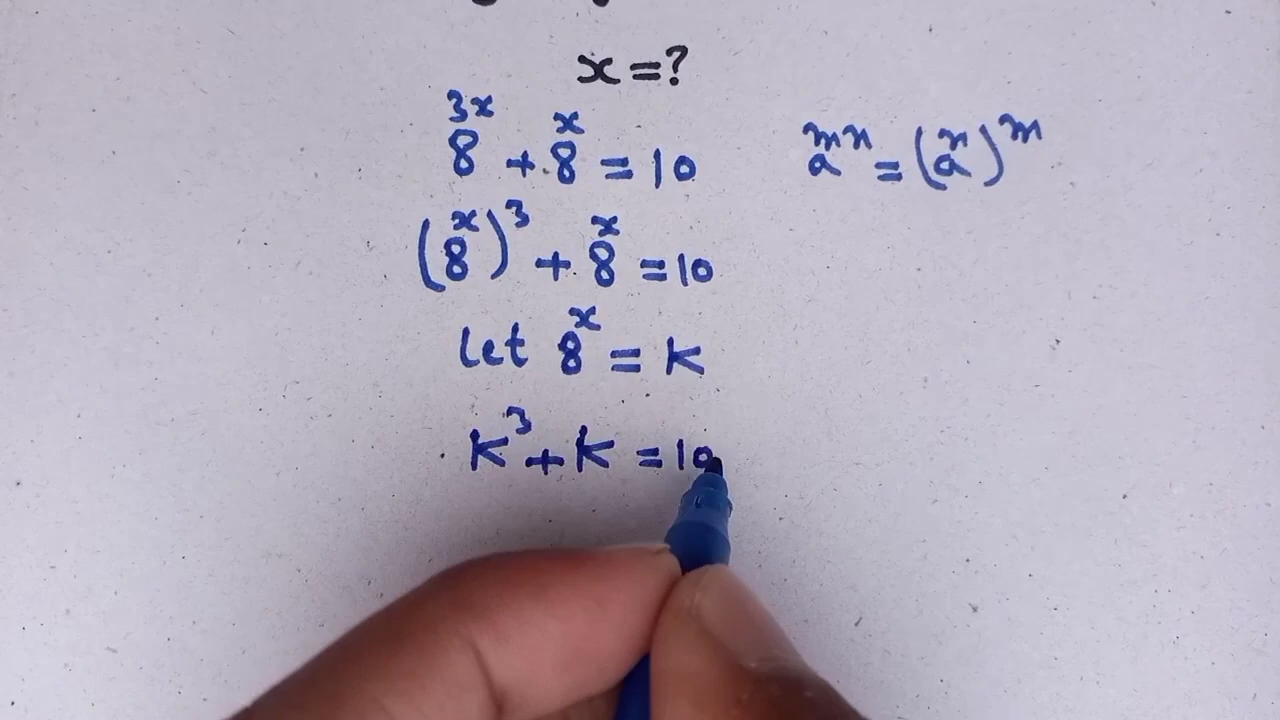 x=?
8^{3x} + 8^{x} = 10
a^{mn} = (a^{n})^{m}
(8^{x})^{3} + 8^{x} = 10
Let 8^{x} = K
K^{3} + K = 10